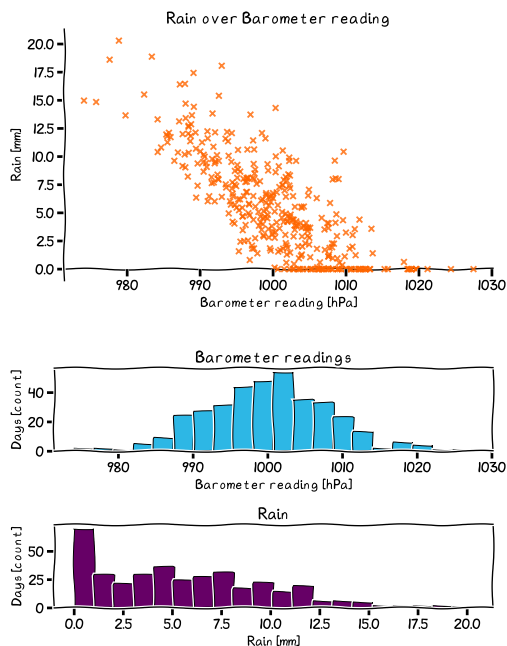 Rain over Barometer reading
20.0
17.5
15.0
12.5
10.0
7.5
5.0
2.5
0.0
Rain [mm]
980 990 1000 1010 1020 1030
Barometer reading [hPa]
Barometer readings
40
20
0
Days [count]
980 990 1000 1010 1020 1030
Barometer reading [hPa]
Rain
50
25
0
Days [count]
0.0 2.5 5.0 7.5 10.0 12.5 15.0 17.5 20.0
Rain [mm]